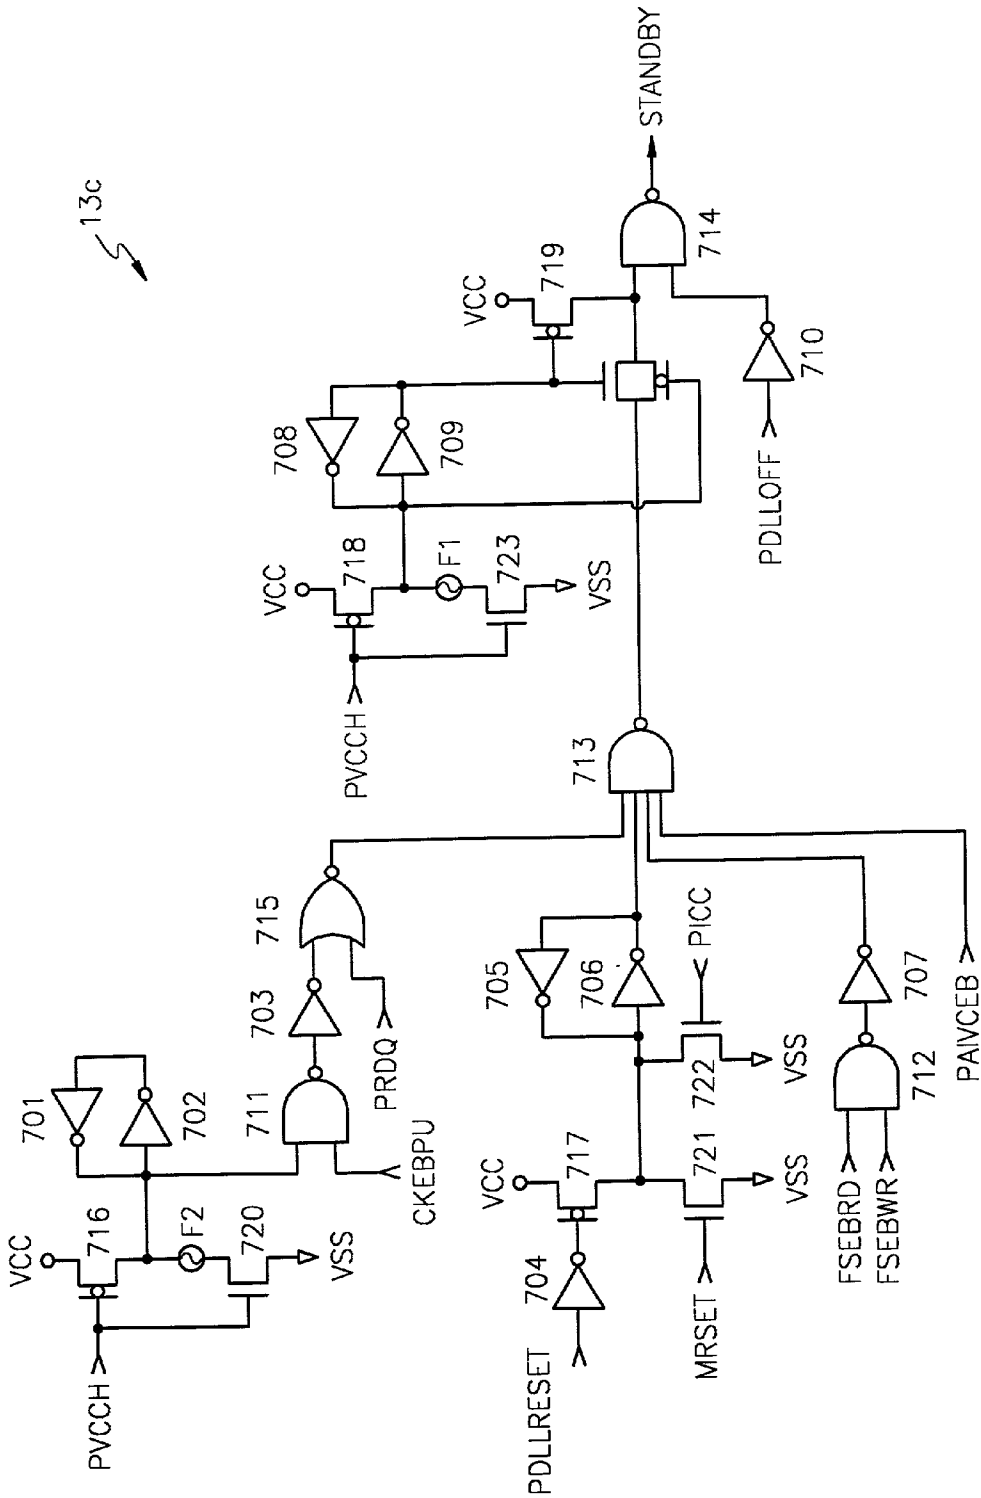 13c
VCC
716
F2
720
VSS
PVCCH
701
702
711
CKEBPU
703
PRDQ
715
VCC
718
F1
723
VSS
PVCCH
708
709
VCC
719
714
STANDBY
710
PDLLOFF
713
PDLLRESET
704
VCC
717
721
VSS
MRSET
705
706
PICC
722
VSS
FSEBRD
FSEBWR
712
707
PAIVCEB